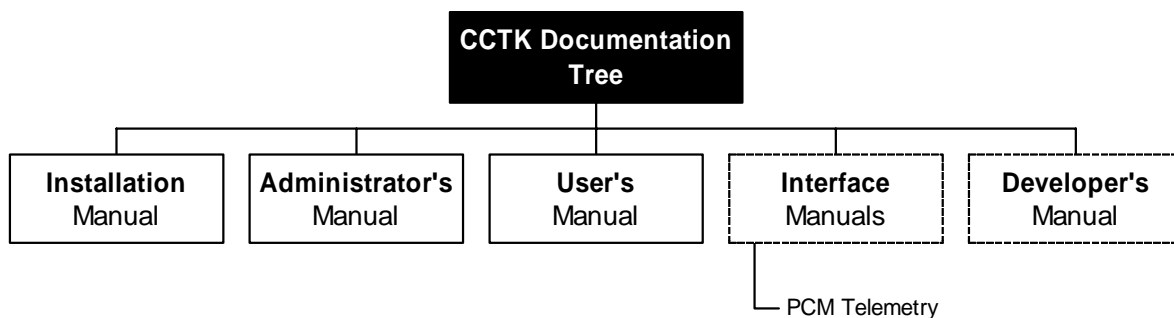 CCTK Documentation
Tree
Installation
Manual
Administrator's
Manual
User's
Manual
Interface
Manuals
Developer's
Manual
PCM Telemetry